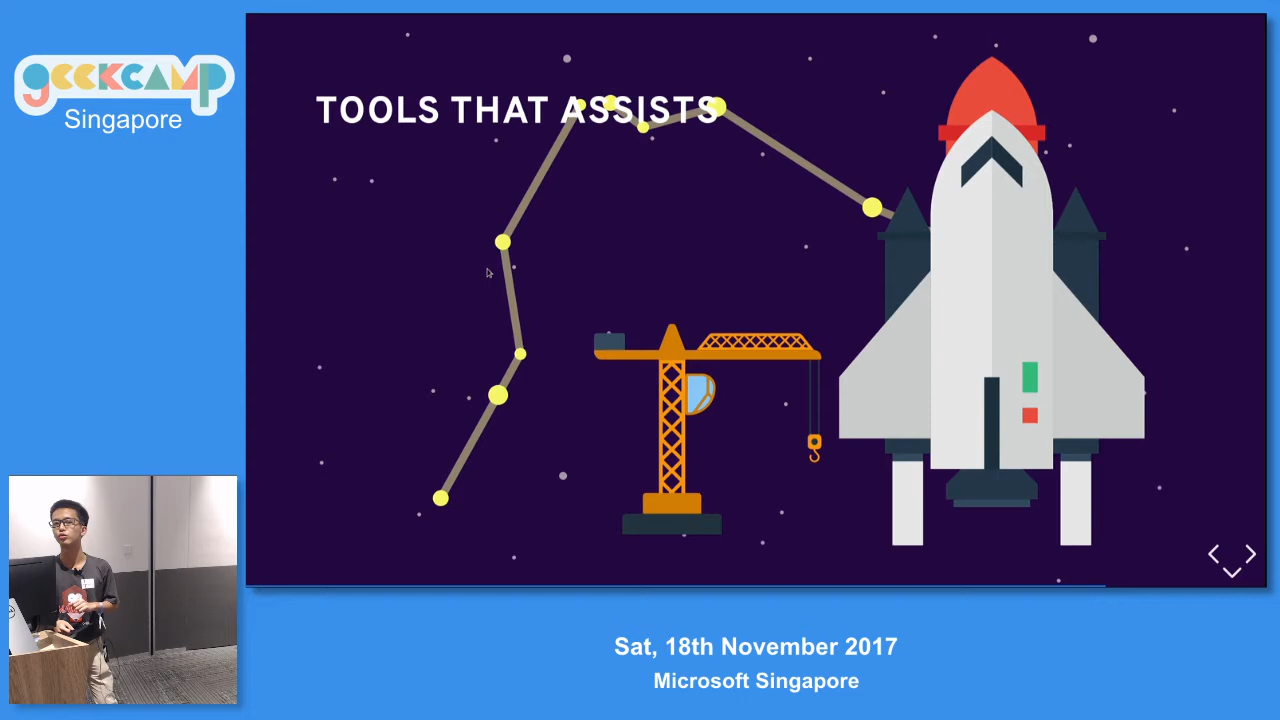 geekcamp
Singapore
TOOLS THAT ASSISTS
Sat, 18th November 2017
Microsoft Singapore